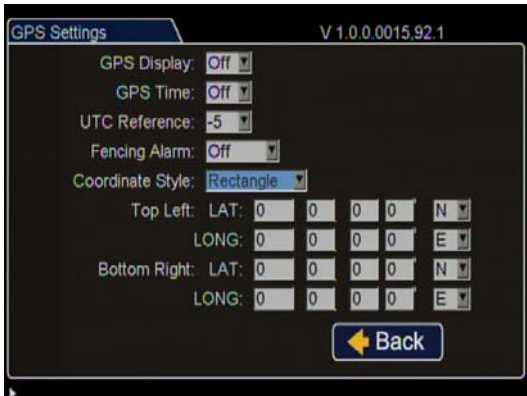 GPS Settings V 1.0.0.0015,92.1
GPS Display: Off
GPS Time: Off
UTC Reference: -5
Fencing Alarm: Off
Coordinate Style: Rectangle
Top Left: LAT: 0 0 0 0 N
LONG: 0 0 0 0 E
Bottom Right: LAT: 0 0 0 0 N
LONG: 0 0 0 0 E
Back